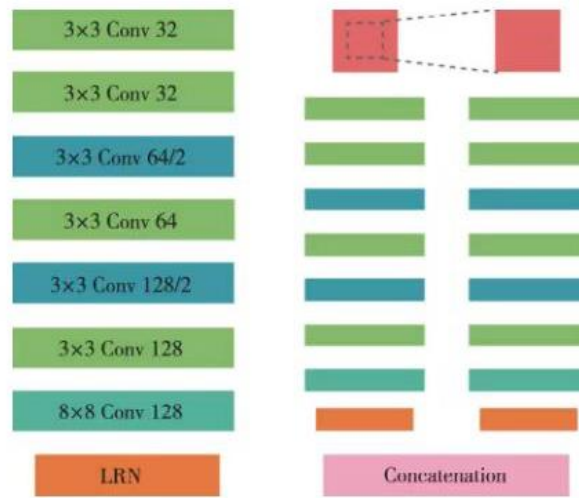 3×3 Conv 32
3×3 Conv 32
3×3 Conv 64/2
3×3 Conv 64
3×3 Conv 128/2
3×3 Conv 128
8×8 Conv 128
LRN
Concatenation